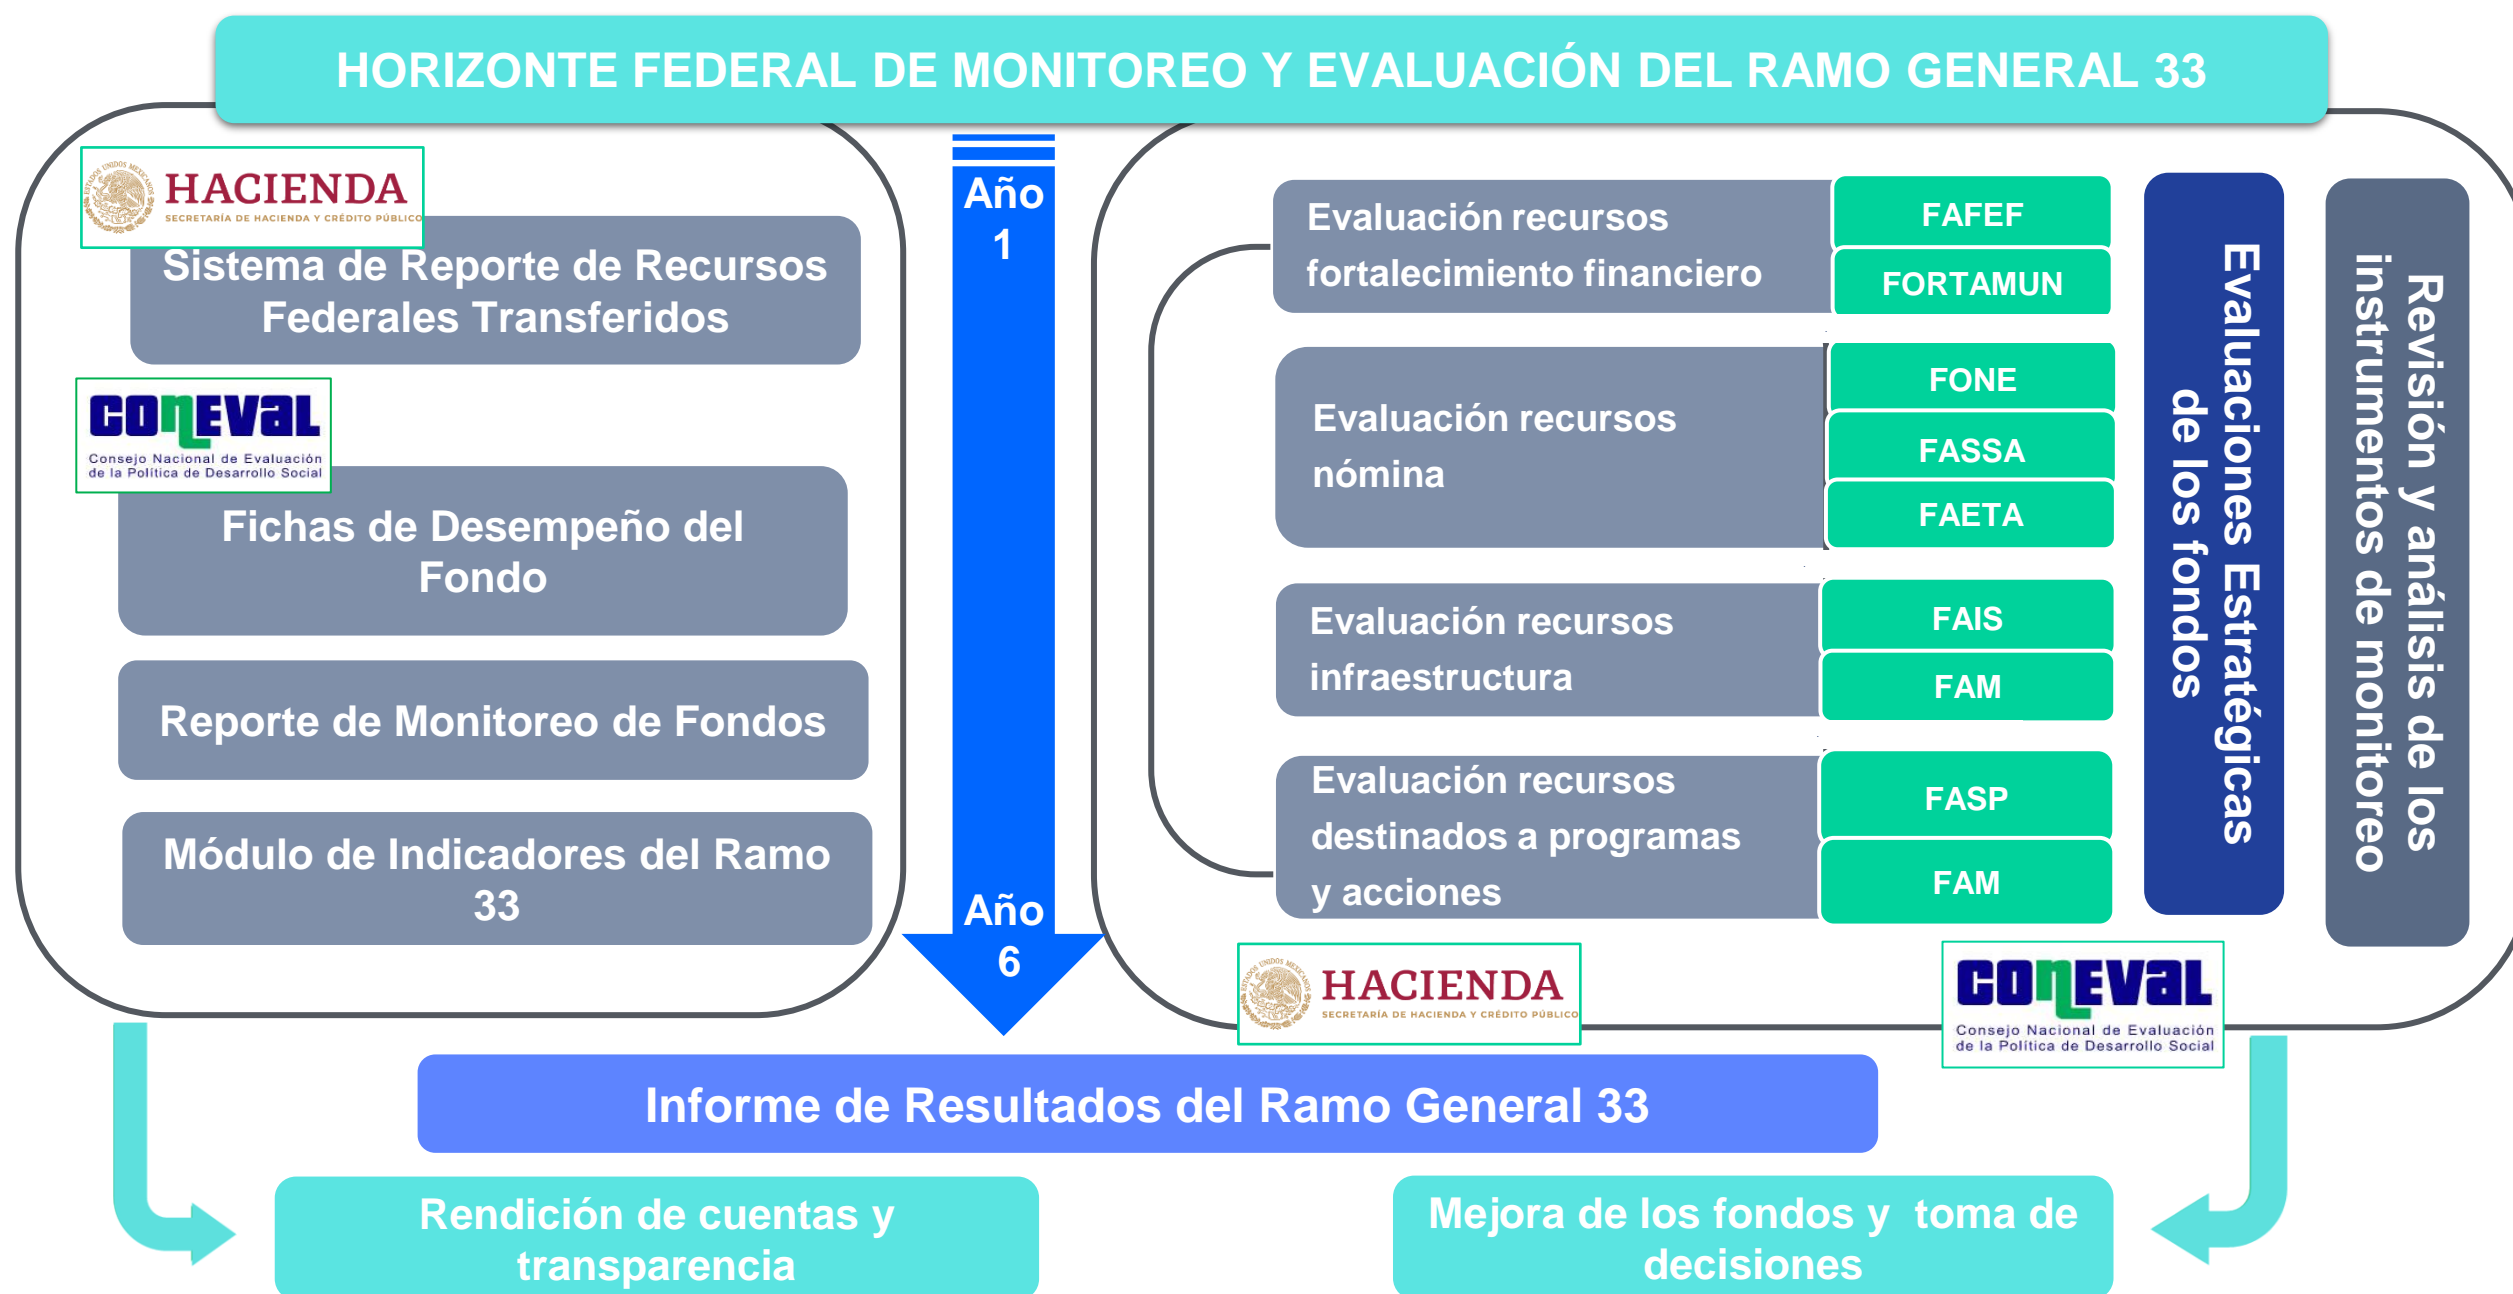 HORIZONTE FEDERAL DE MONITOREO Y EVALUACIÓN DEL RAMO GENERAL 33
HACIENDA
SECRETARÍA DE HACIENDA Y CRÉDITO PÚBLICO
Sistema de Reporte de Recursos
Federales Transferidos
CONEVAL
Consejo Nacional de Evaluación
de la Política de Desarrollo Social
Fichas de Desempeño del
Fondo
Reporte de Monitoreo de Fondos
Módulo de Indicadores del Ramo
33
Año
1
Año
6
Evaluación recursos
fortalecimiento financiero
FAFEF
FORTAMUN
Evaluación recursos
nómina
FONE
FASSA
FAETA
Evaluación recursos
infraestructura
FAIS
FAM
Evaluación recursos
destinados a programas
y acciones
FASP
FAM
Evaluaciones Estratégicas
de los fondos
Revisión y análisis de los
instrumentos de monitoreo
ESTADOS UNIDOS MEXICANOS
HACIENDA
SECRETARÍA DE HACIENDA Y CRÉDITO PÚBLICO
CONEVAL
Consejo Nacional de Evaluación
de la Política de Desarrollo Social
Informe de Resultados del Ramo General 33
Rendición de cuentas y
transparencia
Mejora de los fondos y toma de
decisiones